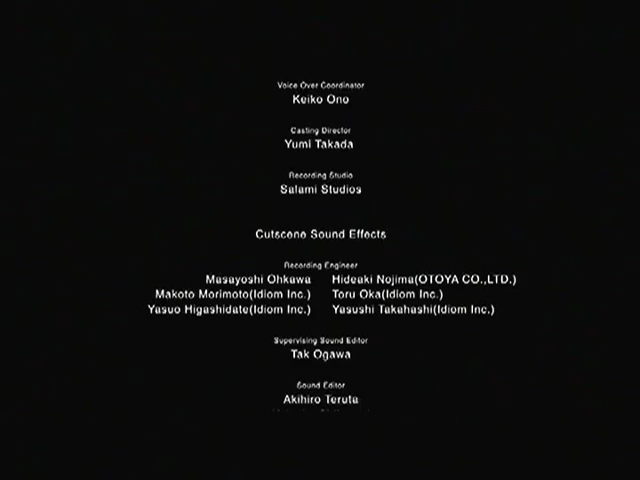 Voice Over Coordinator
Keiko Ono
Casting Director
Yumi Takada
Recording Studio
Salami Studios
Cutscene Sound Effects
Recording Engineer
Masayoshi Ohkawa Hideaki Nojima(OTOYA CO.,LTD.)
Makoto Morimoto(Idiom Inc.) Toru Oka(Idiom Inc.)
Yasuo Higashidate(Idiom Inc.) Yasushi Takahashi(Idiom Inc.)
Supervising Sound Editor
Tak Ogawa
Sound Editor
Akihiro Teruta